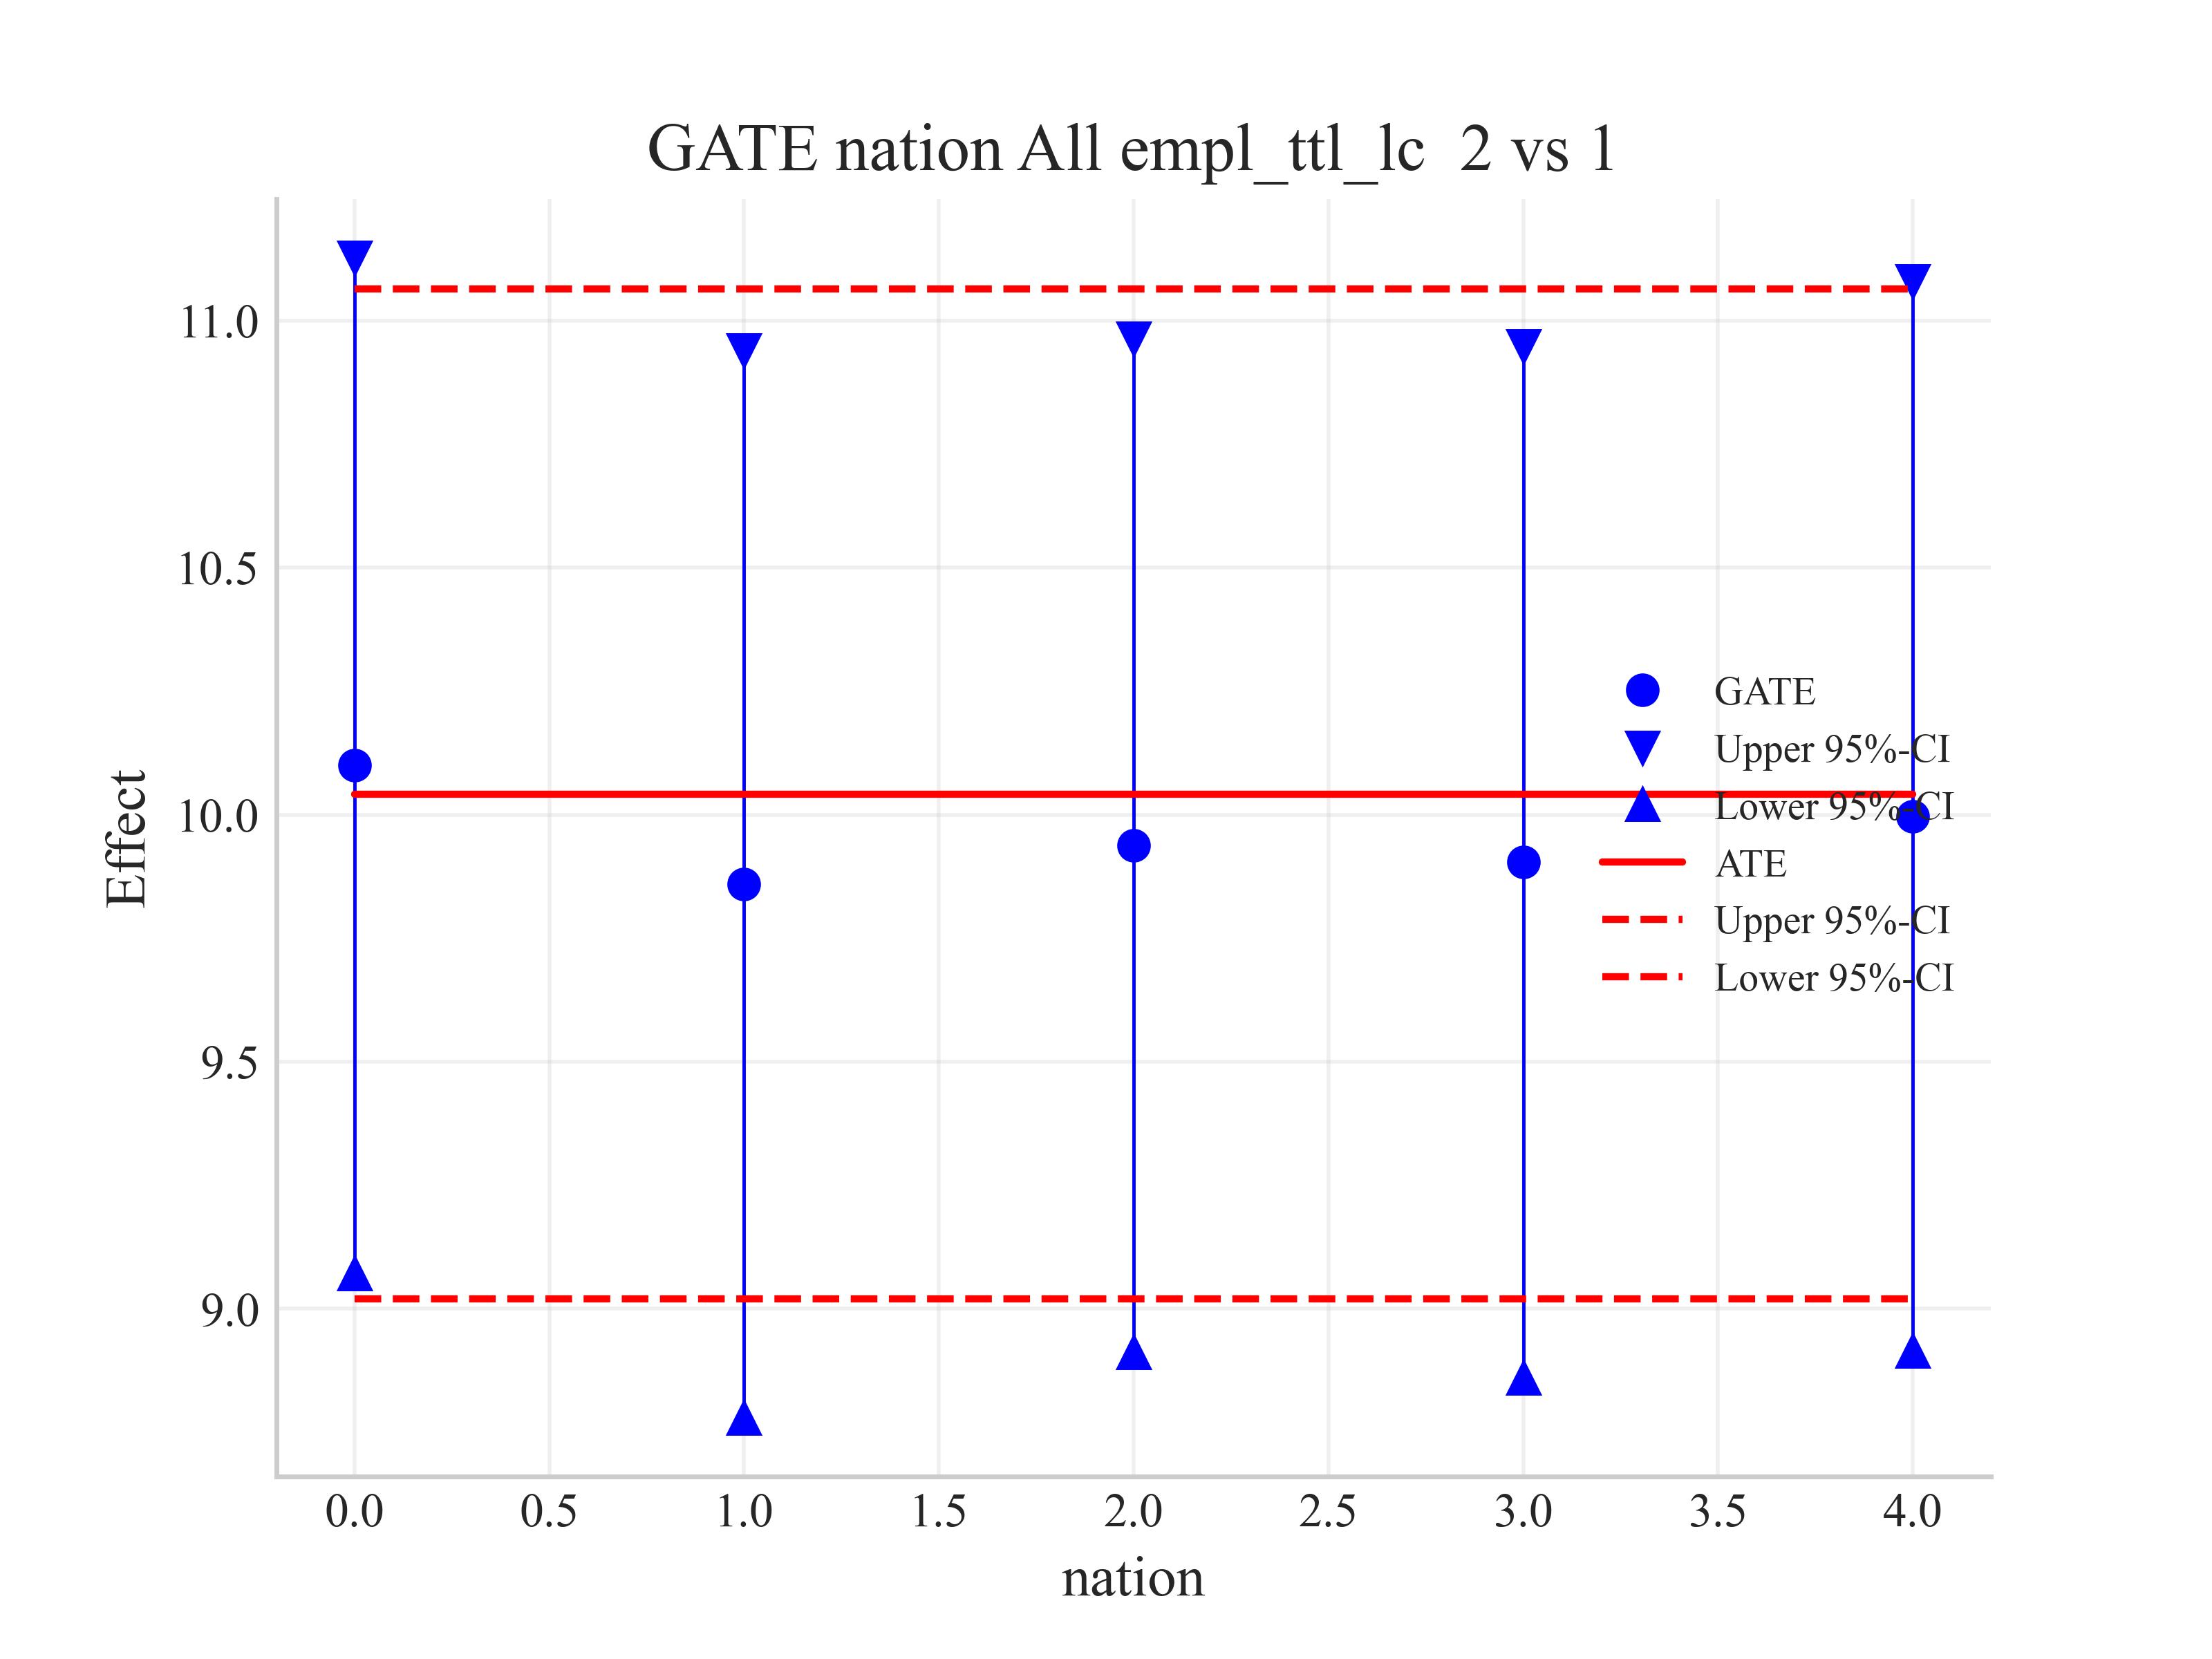 GATE nation All empl_ttl_lc  2 vs 1
11.0
10.5
10.0
9.5
9.0
Effect
GATE
Upper 95%-CI
Lower 95%-CI
ATE
Upper 95%-CI
Lower 95%-CI
0.0 0.5 1.0 1.5 2.0 2.5 3.0 3.5 4.0
nation